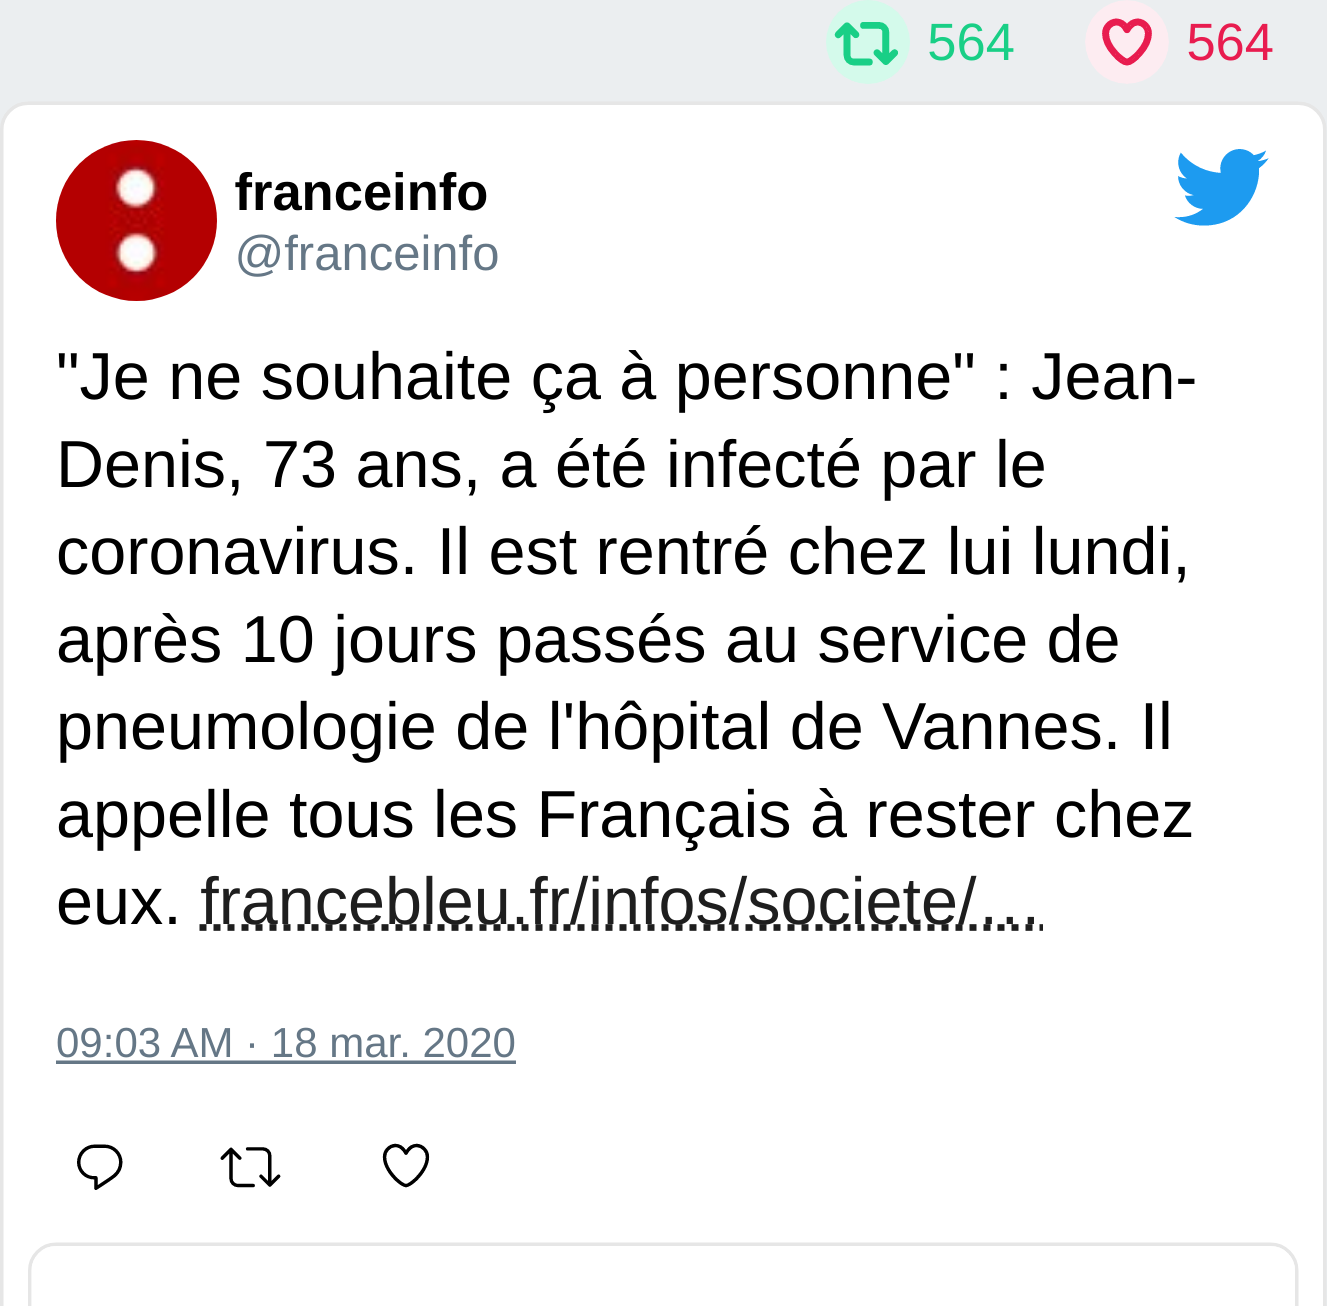 564 564
franceinfo
@franceinfo
"Je ne souhaite ça à personne" : Jean-
Denis, 73 ans, a été infecté par le
coronavirus. Il est rentré chez lui lundi,
après 10 jours passés au service de
pneumologie de l'hôpital de Vannes. Il
appelle tous les Français à rester chez
eux. francebleu.fr/infos/societe/...
09:03 AM · 18 mar. 2020